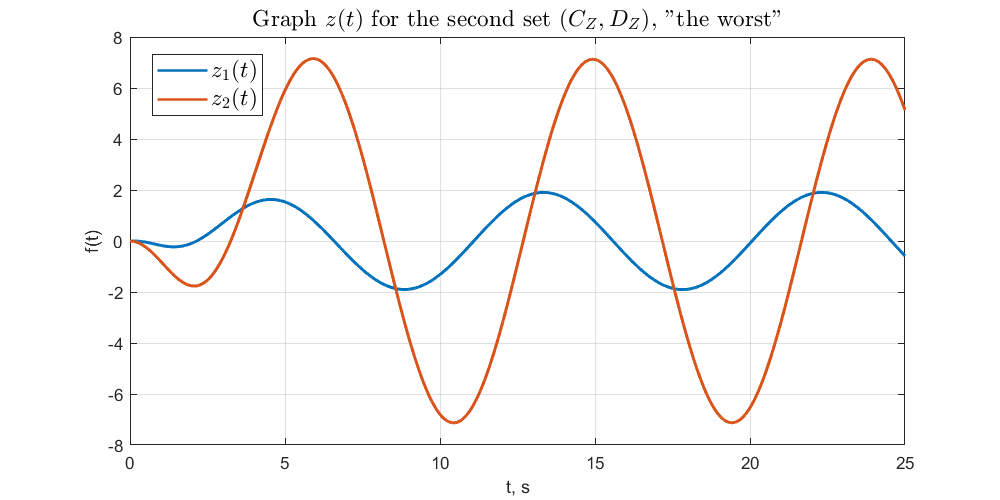 Graph z(t) for the second set (C_Z, D_Z), "the worst"
z_1(t)
z_2(t)
f(t)
8
6
4
2
0
-2
-4
-6
-8
0 5 10 15 20 25
t, s